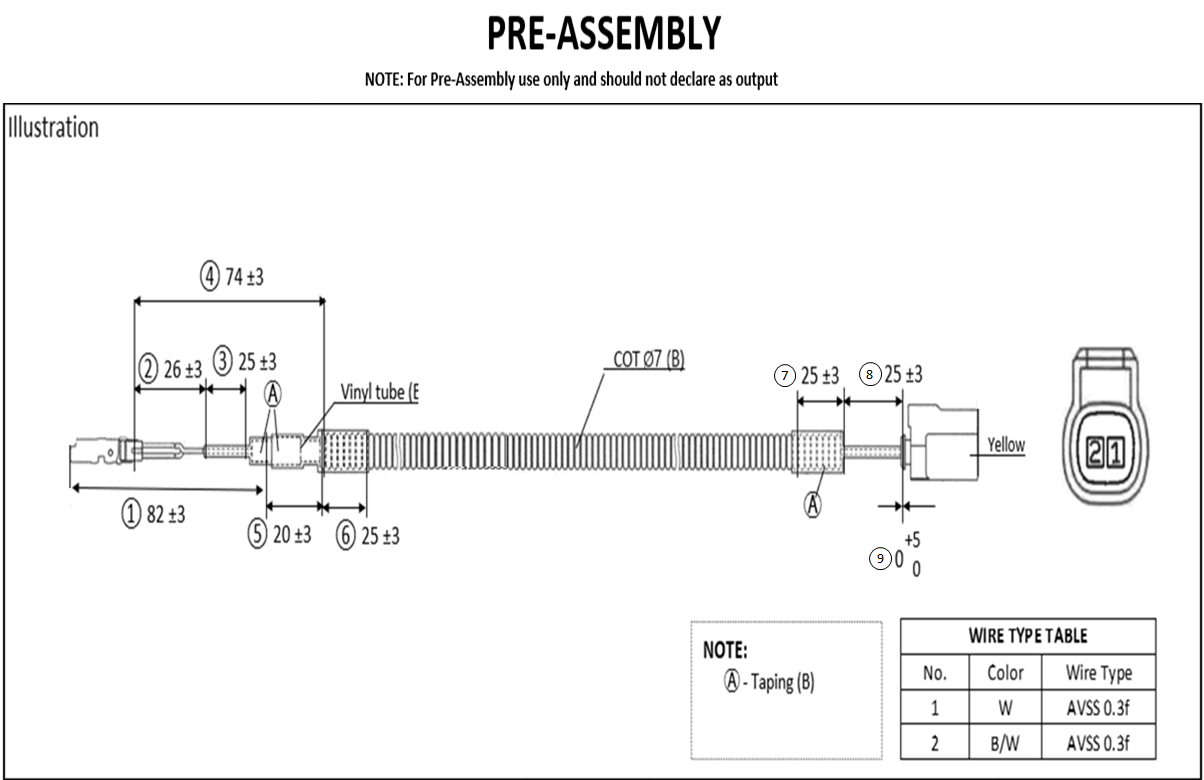 PRE-ASSEMBLY
NOTE: For Pre-Assembly use only and should not declare as output
Illustration
④ 74 ±3
② 26 ±3
③ 25 ±3
Ⓐ
Vinyl tube (
COT Ø7 (B)
⑦ 25 ±3
⑧ 25 ±3
Yellow
2 1
① 82 ±3
⑤ 20 ±3
⑥ 25 ±3
Ⓐ
⑨ 0 +5
0
NOTE:
Ⓐ - Taping (B)
WIRE TYPE TABLE
No. Color Wire Type
1 W AVSS 0.3f
2 B/W AVSS 0.3f